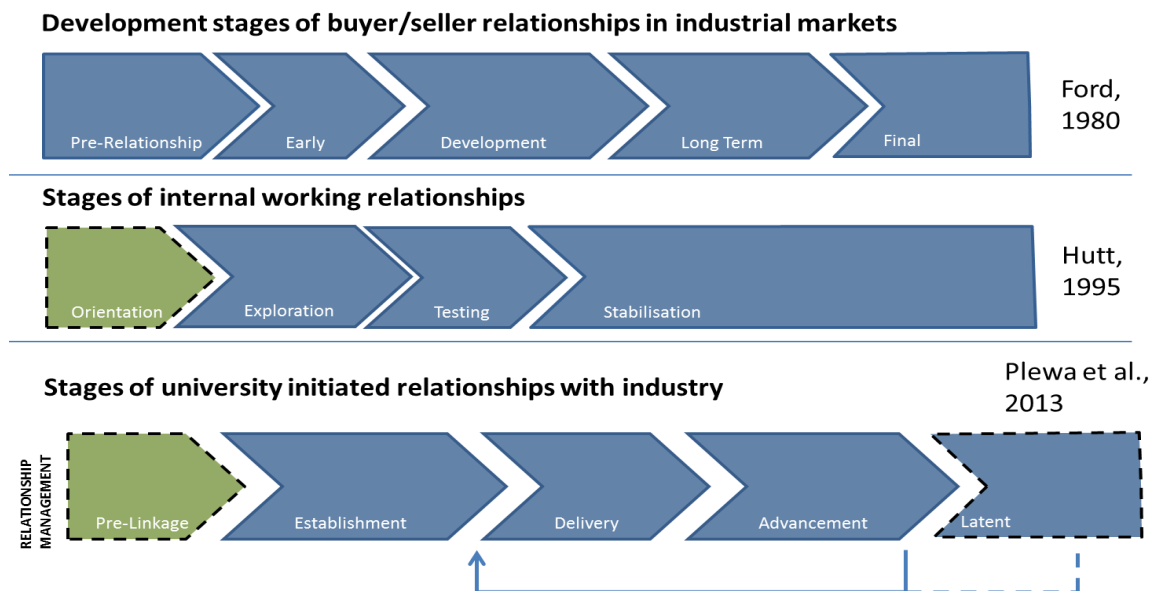 Development stages of buyer/seller relationships in industrial markets
Pre-Relationship
Early
Development
Long Term
Final
Ford,
1980
Stages of internal working relationships
Orientation
Exploration
Testing
Stabilisation
Hutt,
1995
Stages of university initiated relationships with industry
Plewa et al.,
2013
RELATIONSHIP
MANAGEMENT
Pre-Linkage
Establishment
Delivery
Advancement
Latent